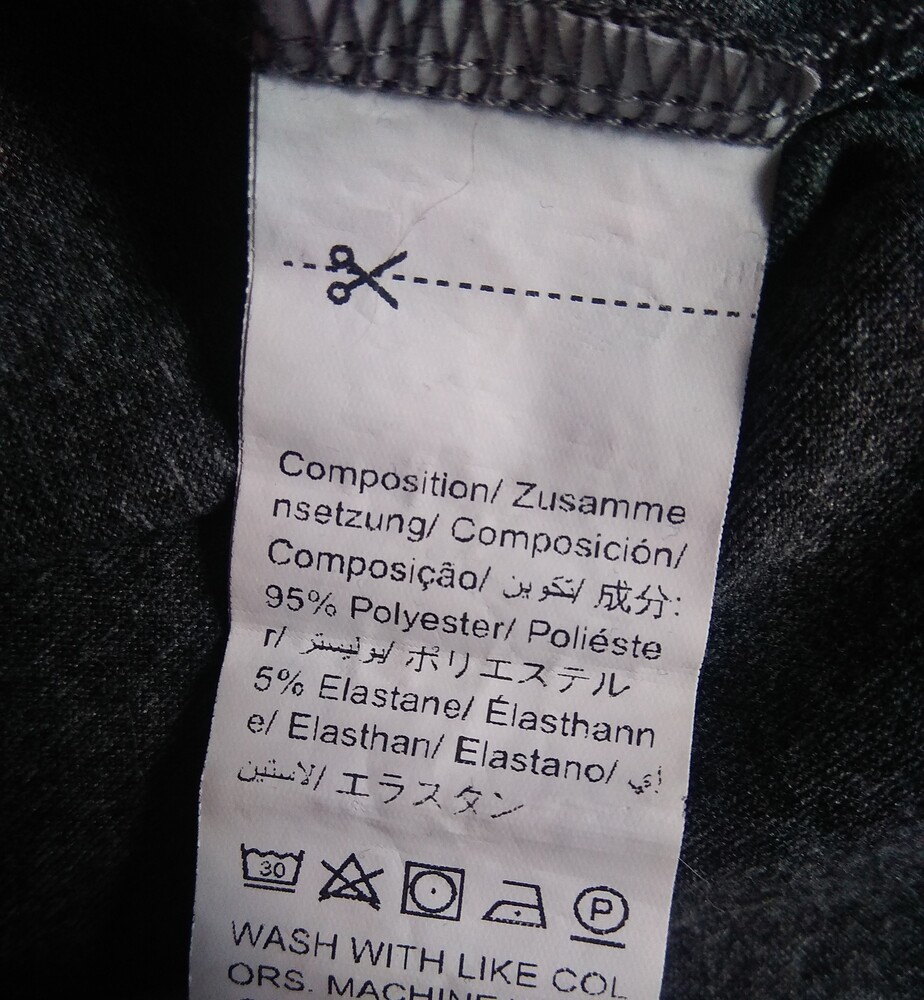 Composition/ Zusamme
nsetzung/ Composición/
Composição/ تكوين/ 成分:
95% Polyester/ Poliéste
r/ بوليستر/ ポリエステル
5% Elastane/ Élasthann
e/ Elasthan/ Elastano/ أي
لاستين/ エラスタン
30 P
WASH WITH LIKE COL
ORS. MACHINE